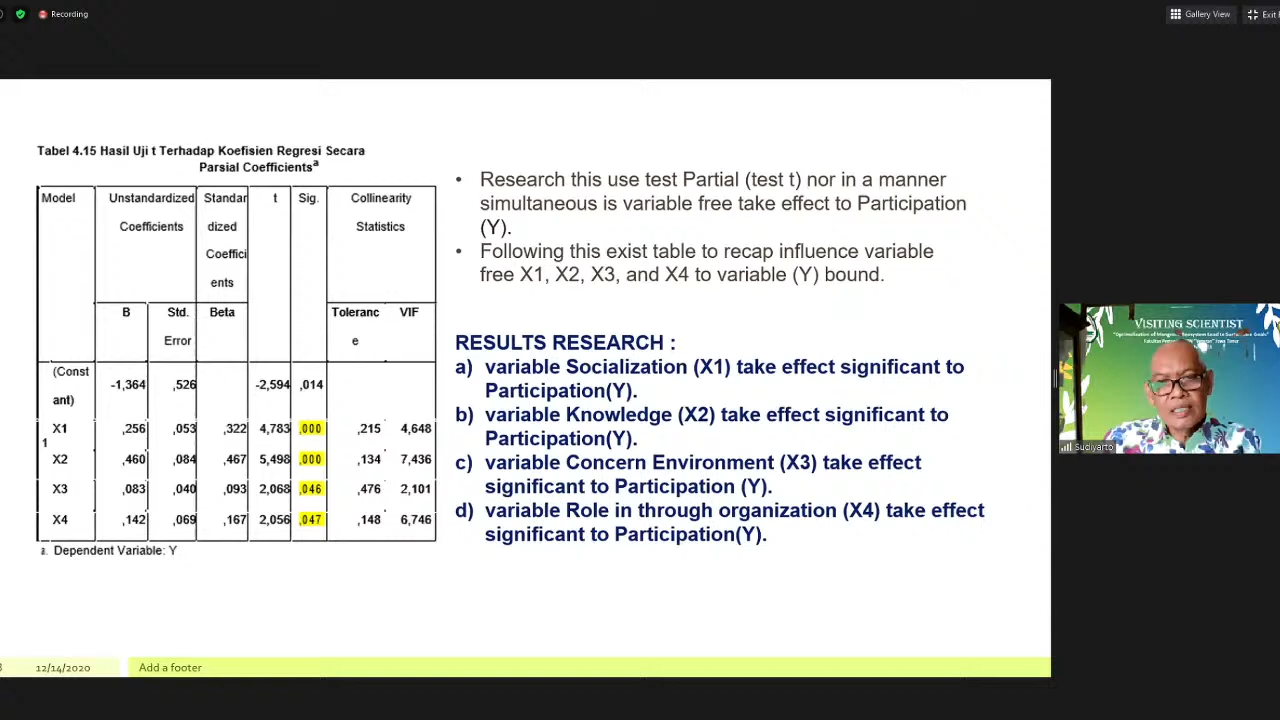 Recording
Gallery View
Exit
Tabel 4.15 Hasil Uji t Terhadap Koefisien Regresi Secara
Parsial Coefficientsa
Model Unstandardized Standar t Sig. Collinearity
Coefficients dized Statistics
Coeffici
ents
B Std. Beta Toleranc VIF
Error e
(Const
-1,364 ,526 -2,594 ,014
ant)
X1 ,256 ,053 ,322 4,783 ,000 ,215 4,648
1
X2 ,460 ,084 ,467 5,498 ,000 ,134 7,436
X3 ,083 ,040 ,093 2,068 ,046 ,476 2,101
X4 ,142 ,069 ,167 2,056 ,047 ,148 6,746
a. Dependent Variable: Y
• Research this use test Partial (test t) nor in a manner
simultaneous is variable free take effect to Participation
(Y).
• Following this exist table to recap influence variable
free X1, X2, X3, and X4 to variable (Y) bound.
RESULTS RESEARCH :
a) variable Socialization (X1) take effect significant to
Participation(Y).
b) variable Knowledge (X2) take effect significant to
Participation(Y).
c) variable Concern Environment (X3) take effect
significant to Participation (Y).
d) variable Role in through organization (X4) take effect
significant to Participation(Y).
12/14/2020
Add a footer
VISITING SCIENTIST
Sudiyarto